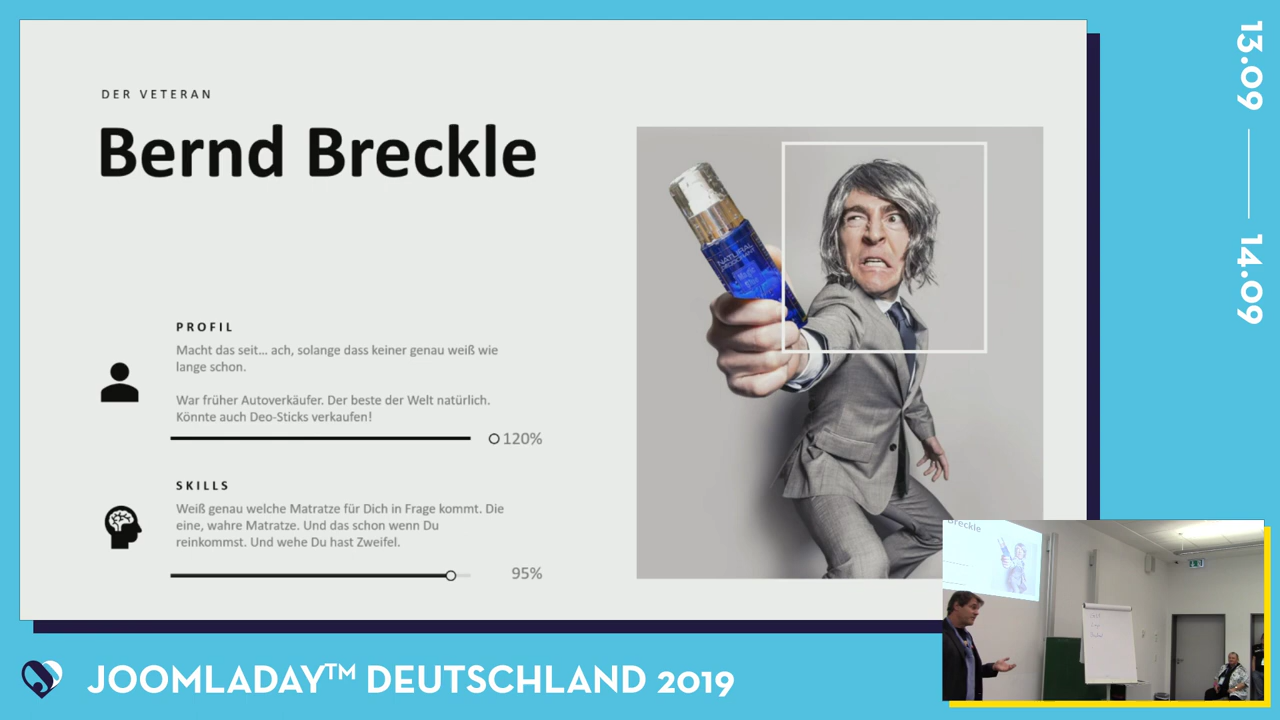 DER VETERAN
Bernd Breckle
PROFIL
Macht das seit... ach, solange dass keiner genau weiß wie
lange schon.
War früher Autoverkäufer. Der beste der Welt natürlich.
Könnte auch Deo-Sticks verkaufen!
120%
SKILLS
Weiß genau welche Matratze für Dich in Frage kommt. Die
eine, wahre Matratze. Und das schon wenn Du
reinkommst. Und wehe Du hast Zweifel.
95%
NATURAL
13.09
14.09
Breckle
JOOMLADAY™ DEUTSCHLAND 2019